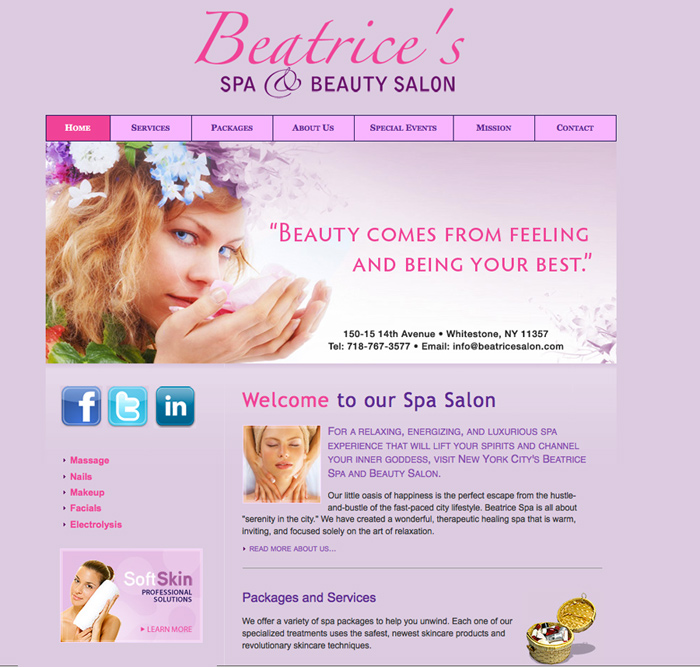 Beatrice's
SPA & BEAUTY SALON
HOME SERVICES PACKAGES ABOUT US SPECIAL EVENTS MISSION CONTACT
"BEAUTY COMES FROM FEELING
AND BEING YOUR BEST."
150-15 14th Avenue • Whitestone, NY 11357
Tel: 718-767-3577 • Email: info@beatricesalon.com
f t in
Massage
Nails
Makeup
Facials
Electrolysis
SoftSkin
PROFESSIONAL
SOLUTIONS
LEARN MORE
Welcome to our Spa Salon
FOR A RELAXING, ENERGIZING, AND LUXURIOUS SPA
EXPERIENCE THAT WILL LIFT YOUR SPIRITS AND CHANNEL
YOUR INNER GODDESS, VISIT NEW YORK CITY'S BEATRICE
SPA AND BEAUTY SALON.
Our little oasis of happiness is the perfect escape from the hustle-
and-bustle of the fast-paced city lifestyle. Beatrice Spa is all about
"serenity in the city." We have created a wonderful, therapeutic healing spa that is warm,
inviting, and focused solely on the art of relaxation.
READ MORE ABOUT US...
Packages and Services
We offer a variety of spa packages to help you unwind. Each one of our
specialized treatments uses the safest, newest skincare products and
revolutionary skincare techniques.